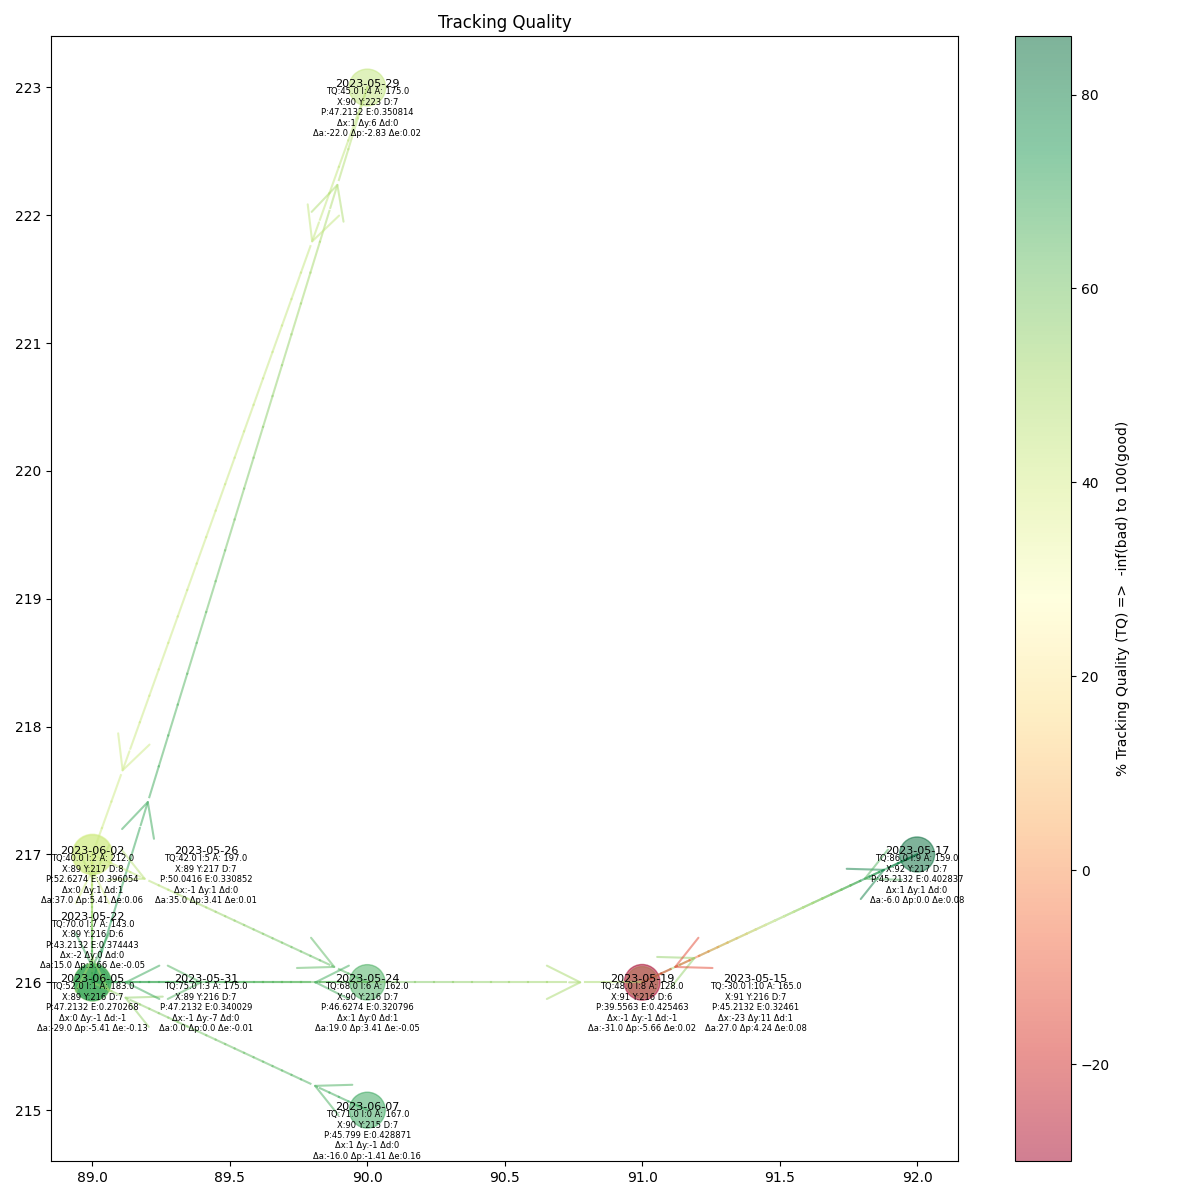 Tracking Quality
223
222
221
220
219
218
217
216
215
89.0
89.5
90.0
90.5
91.0
91.5
92.0
2023-05-29
TQ:45.0 I:4 A: 175.0
X:90 Y:223 D:7
P:47.2132 E:0.350814
Δx:1 Δy:6 Δd:0
Δa:-22.0 Δp:-2.83 Δe:0.02
2023-06-02
TQ:40.0 I:2 A: 212.0
X:89 Y:217 D:8
P:52.6274 E:0.396054
Δx:0 Δy:1 Δd:1
Δa:37.0 Δp:5.41 Δe:0.06
2023-05-26
TQ:42.0 I:5 A: 197.0
X:89 Y:217 D:7
P:50.0416 E:0.330852
Δx:-1 Δy:1 Δd:0
Δa:35.0 Δp:3.41 Δe:0.01
2023-05-17
TQ:86.0 I:9 A: 159.0
X:92 Y:217 D:7
P:45.2132 E:0.402837
Δx:1 Δy:1 Δd:0
Δa:-6.0 Δp:0.0 Δe:0.08
2023-05-22
TQ:70.0 I:7 A: 143.0
X:89 Y:216 D:6
P:43.2132 E:0.374443
Δx:-2 Δy:0 Δd:0
Δa:15.0 Δp:3.66 Δe:-0.05
2023-06-05
TQ:52.0 I:1 A: 183.0
X:89 Y:216 D:7
P:47.2132 E:0.270268
Δx:0 Δy:-1 Δd:-1
Δa:-29.0 Δp:-5.41 Δe:-0.13
2023-05-31
TQ:75.0 I:3 A: 175.0
X:89 Y:216 D:7
P:47.2132 E:0.340029
Δx:-1 Δy:-7 Δd:0
Δa:0.0 Δp:0.0 Δe:-0.01
2023-05-24
TQ:68.0 I:6 A: 162.0
X:90 Y:216 D:7
P:46.6274 E:0.320796
Δx:1 Δy:0 Δd:1
Δa:19.0 Δp:3.41 Δe:-0.05
2023-05-19
TQ:48.0 I:8 A: 128.0
X:91 Y:216 D:6
P:39.5563 E:0.425463
Δx:-1 Δy:-1 Δd:-1
Δa:-31.0 Δp:-5.66 Δe:0.02
2023-05-15
TQ:-30.0 I:10 A: 165.0
X:91 Y:216 D:7
P:45.2132 E:0.32461
Δx:-23 Δy:11 Δd:1
Δa:27.0 Δp:4.24 Δe:0.08
2023-06-07
TQ:71.0 I:0 A: 167.0
X:90 Y:215 D:7
P:45.799 E:0.428871
Δx:1 Δy:-1 Δd:0
Δa:-16.0 Δp:-1.41 Δe:0.16
80
60
40
20
0
−20
% Tracking Quality (TQ) => -inf(bad) to 100(good)